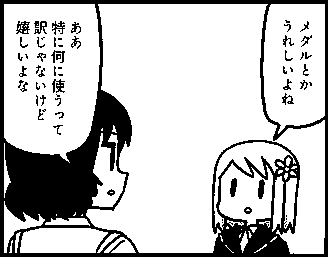 メダルとか
うれしいよね
ああ
特に何に使うって
訳じゃないけど
嬉しいよな